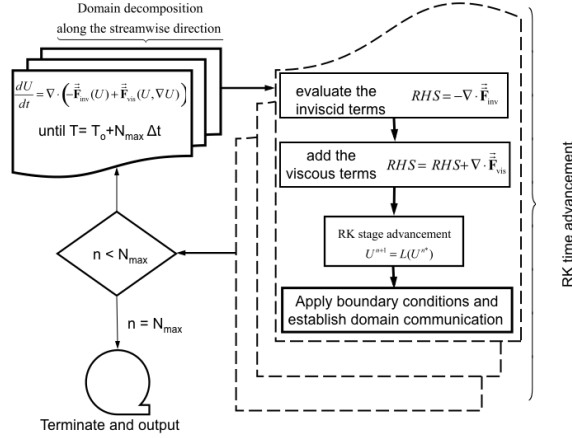 Domain decomposition
along the streamwise direction
dU/dt = ∇ · (−F⃗inv(U) + F⃗vis(U, ∇U))
until T= To+Nmax Δt
n < Nmax
n = Nmax
Terminate and output
evaluate the
inviscid terms
RHS = −∇ · F⃗inv
add the
viscous terms
RHS = RHS + ∇ · F⃗vis
RK stage advancement
Uⁿ⁺¹ = L(Uⁿ*)
Apply boundary conditions and
establish domain communication
RK time advancement